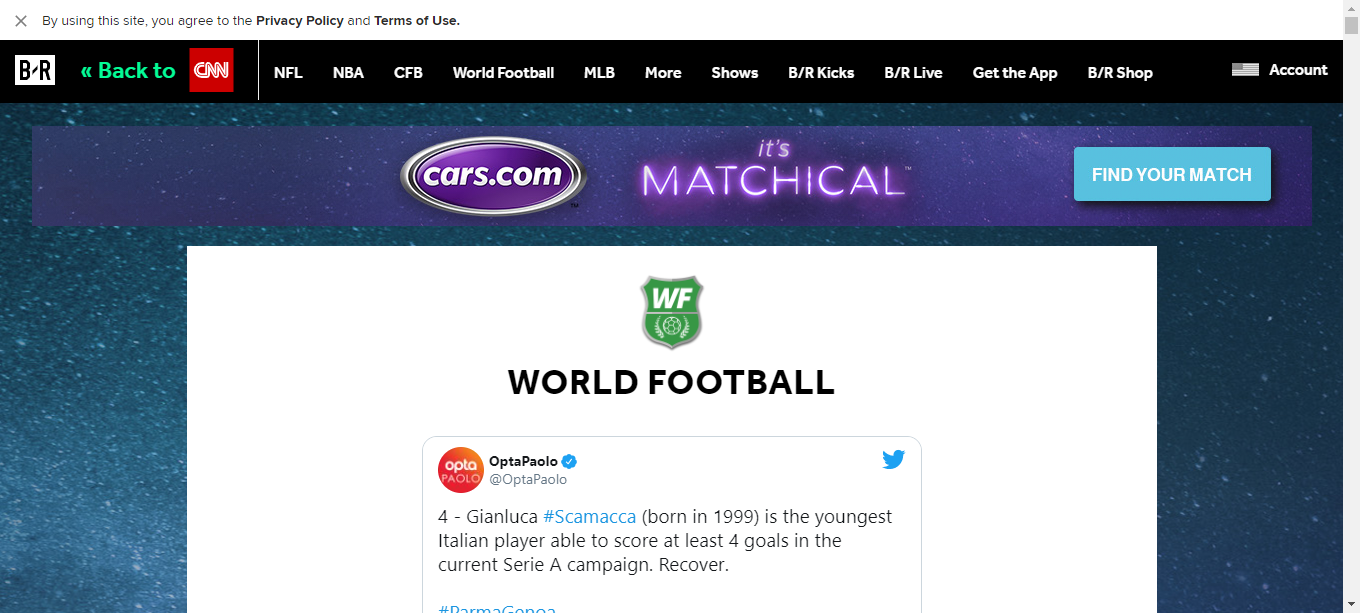 By using this site, you agree to the Privacy Policy and Terms of Use.
B/R « Back to CNN NFL NBA CFB World Football MLB More Shows B/R Kicks B/R Live Get the App B/R Shop Account
cars.com™ it's MATCHICAL™ FIND YOUR MATCH
WF
WORLD FOOTBALL
opta PAOLO
OptaPaolo
@OptaPaolo
4 - Gianluca #Scamacca (born in 1999) is the youngest
Italian player able to score at least 4 goals in the
current Serie A campaign. Recover.
#ParmaGenoa